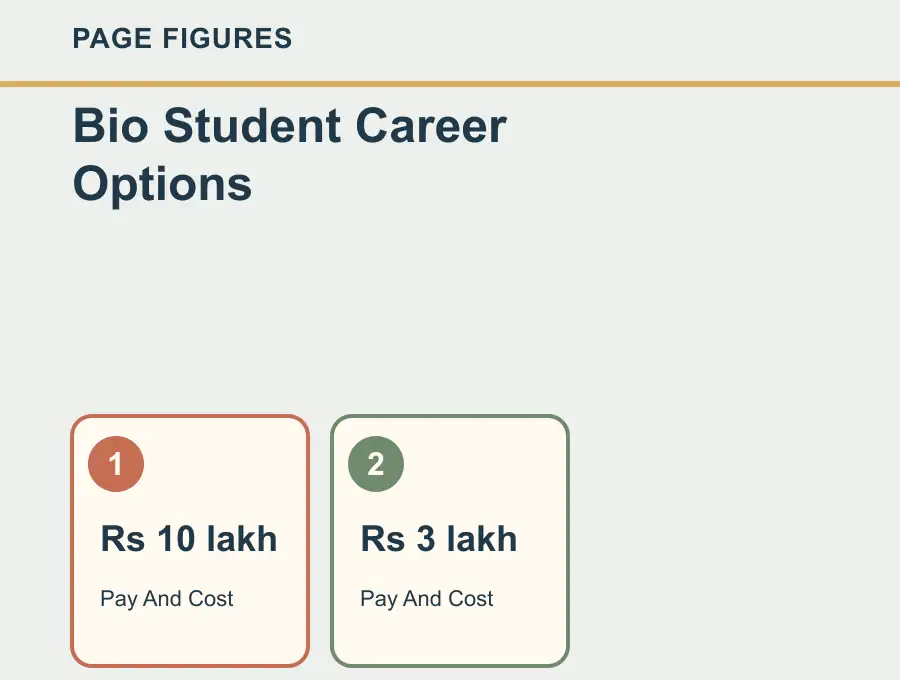 PAGE FIGURES
Bio Student Career
Options
1
Rs 10 lakh
Pay And Cost
2
Rs 3 lakh
Pay And Cost